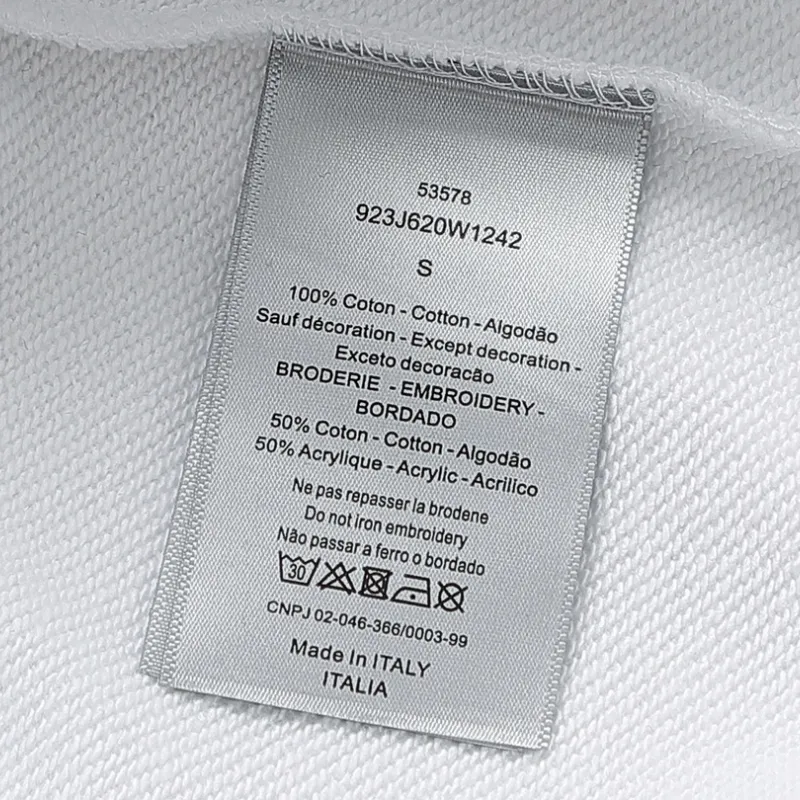 53578
923J620W1242
S
100% Coton - Cotton - Algodão
Sauf décoration - Except decoration -
Exceto decoracão
BRODERIE - EMBROIDERY -
BORDADO
50% Coton - Cotton - Algodão
50% Acrylique - Acrylic - Acrilico
Ne pas repasser la brodene
Do not iron embroidery
Não passar a ferro o bordado
30
CNPJ 02-046-366/0003-99
Made In ITALY
ITALIA